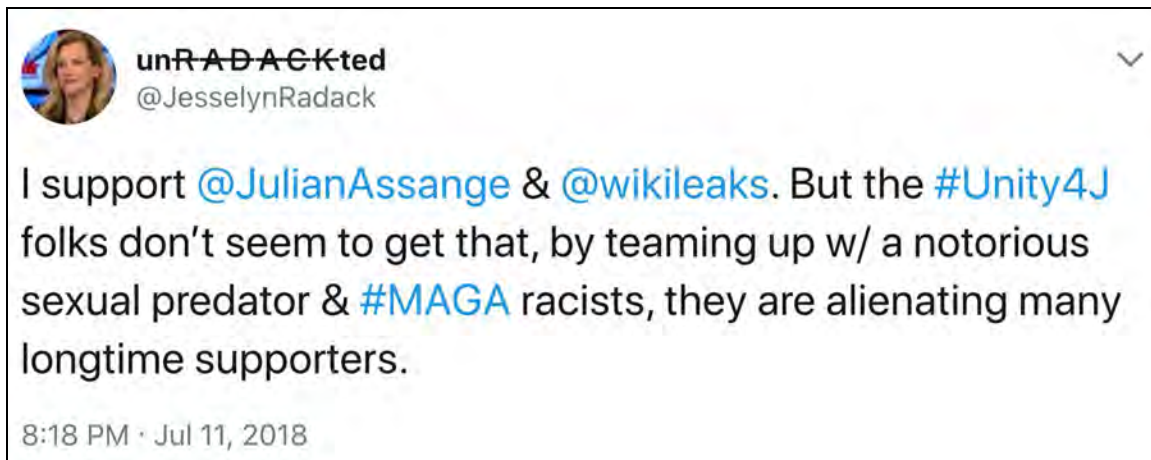 unRADACKted
@JesselynRadack
I support @JulianAssange & @wikileaks. But the #Unity4J
folks don't seem to get that, by teaming up w/ a notorious
sexual predator & #MAGA racists, they are alienating many
longtime supporters.
8:18 PM · Jul 11, 2018